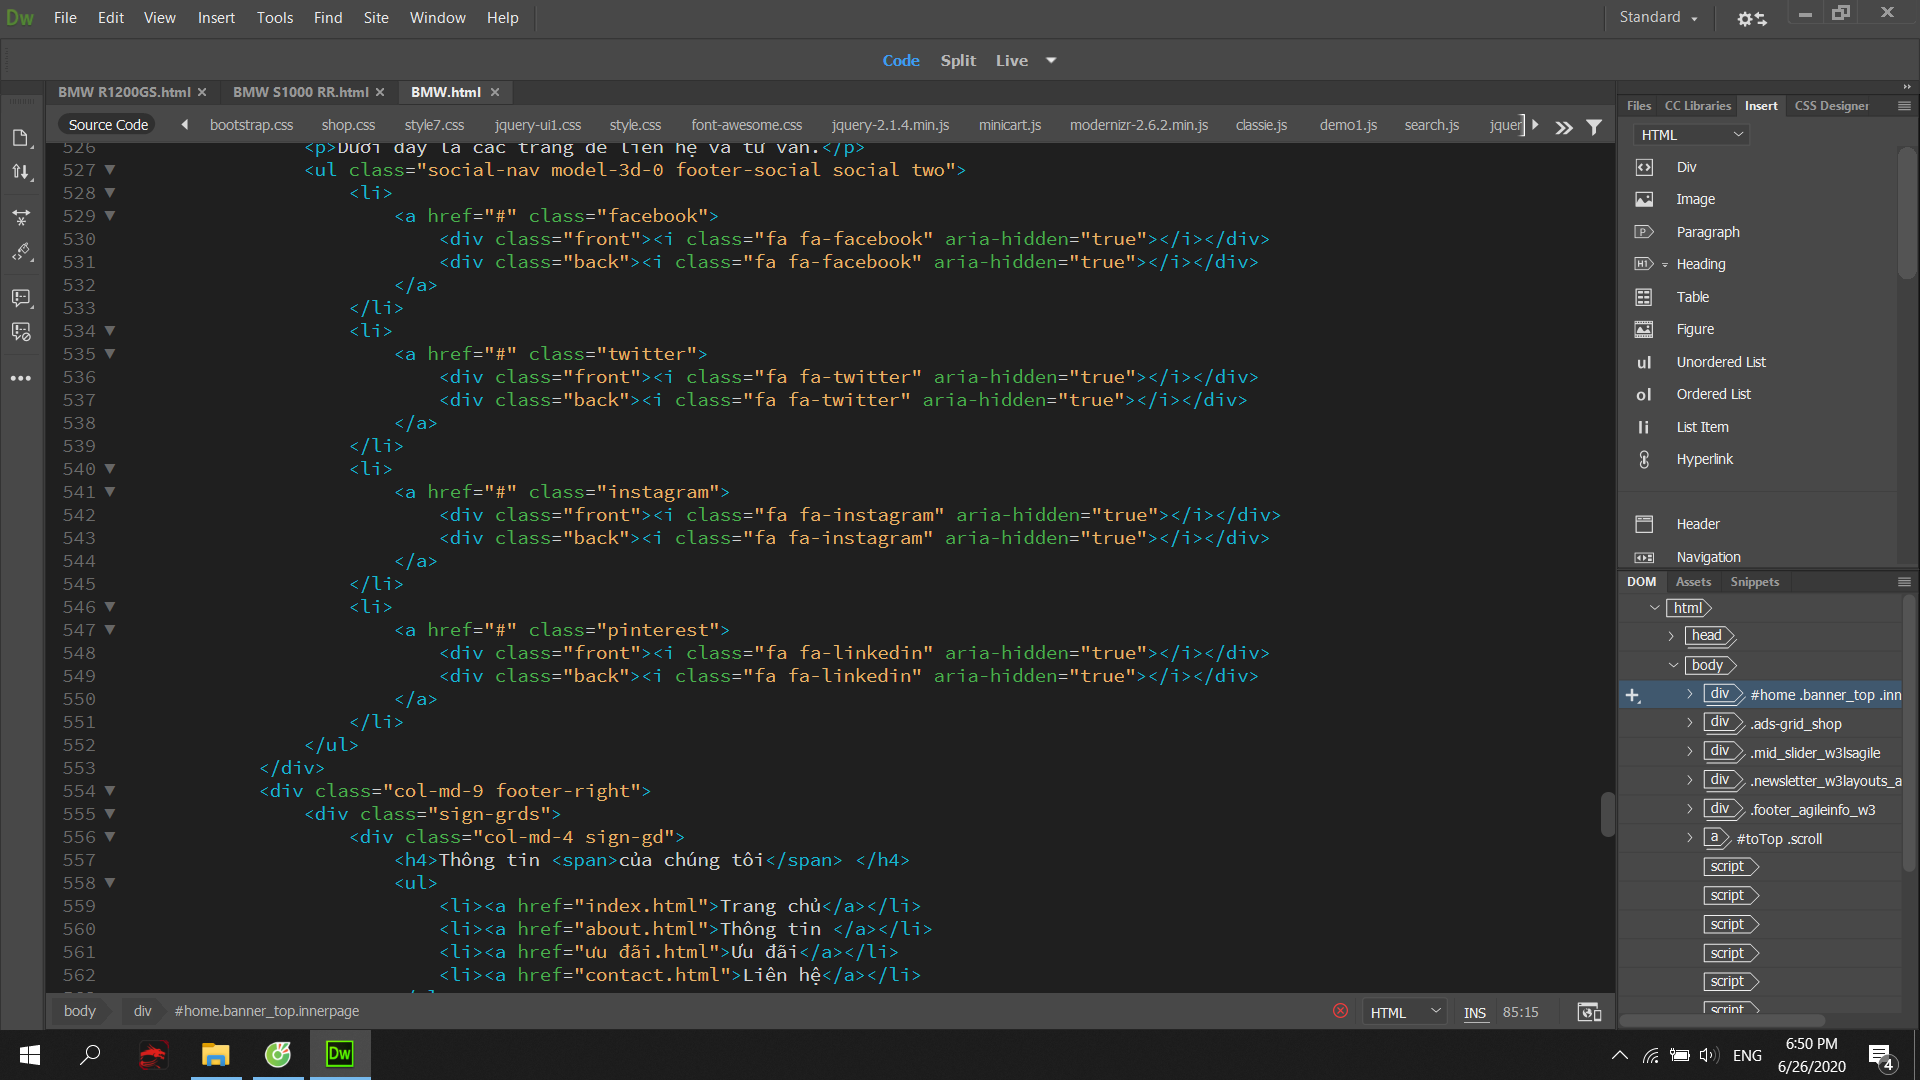 Dw File Edit View Insert Tools Find Site Window Help Standard
Code Split Live
BMW R1200GS.html BMW S1000 RR.html BMW.html
Source Code bootstrap.css shop.css style7.css jquery-ui1.css style.css font-awesome.css jquery-2.1.4.min.js minicart.js modernizr-2.6.2.min.js classie.js demo1.js search.js jquer
526 <p>Dưới đây là các trang để liên hệ và tư vấn.</p>
527 <ul class="social-nav model-3d-0 footer-social social two">
528 <li>
529 <a href="#" class="facebook">
530 <div class="front"><i class="fa fa-facebook" aria-hidden="true"></i></div>
531 <div class="back"><i class="fa fa-facebook" aria-hidden="true"></i></div>
532 </a>
533 </li>
534 <li>
535 <a href="#" class="twitter">
536 <div class="front"><i class="fa fa-twitter" aria-hidden="true"></i></div>
537 <div class="back"><i class="fa fa-twitter" aria-hidden="true"></i></div>
538 </a>
539 </li>
540 <li>
541 <a href="#" class="instagram">
542 <div class="front"><i class="fa fa-instagram" aria-hidden="true"></i></div>
543 <div class="back"><i class="fa fa-instagram" aria-hidden="true"></i></div>
544 </a>
545 </li>
546 <li>
547 <a href="#" class="pinterest">
548 <div class="front"><i class="fa fa-linkedin" aria-hidden="true"></i></div>
549 <div class="back"><i class="fa fa-linkedin" aria-hidden="true"></i></div>
550 </a>
551 </li>
552 </ul>
553 </div>
554 <div class="col-md-9 footer-right">
555 <div class="sign-grds">
556 <div class="col-md-4 sign-gd">
557 <h4>Thông tin <span>của chúng tôi</span> </h4>
558 <ul>
559 <li><a href="index.html">Trang chủ</a></li>
560 <li><a href="about.html">Thông tin </a></li>
561 <li><a href="ưu đãi.html">Ưu đãi</a></li>
562 <li><a href="contact.html">Liên hệ</a></li>
body div #home.banner_top.innerpage HTML INS 85:15
Files CC Libraries Insert CSS Designer
HTML
Div
Image
Paragraph
Heading
Table
Figure
ul Unordered List
ol Ordered List
li List Item
Hyperlink
Header
Navigation
DOM Assets Snippets
html
head
body
div #home .banner_top .inn
div .ads-grid_shop
div .mid_slider_w3lsagile
div .newsletter_w3layouts_a
div .footer_agileinfo_w3
a #toTop .scroll
script
script
script
script
script
script
Dw
ENG
6:50 PM
6/26/2020
4